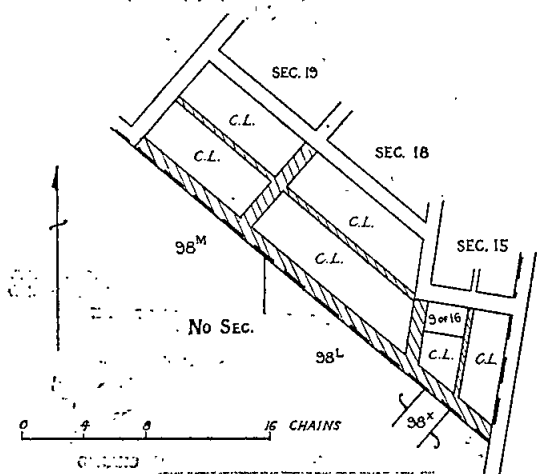 SEC. 19
C.L.
SEC. 18
C.L.
C.L.
SEC. 15
98ᴹ
C.L.
9 OF 16
NO SEC.
98ᴸ
C.L.
C.L.
98ˣ
0 4 8 16 CHAINS